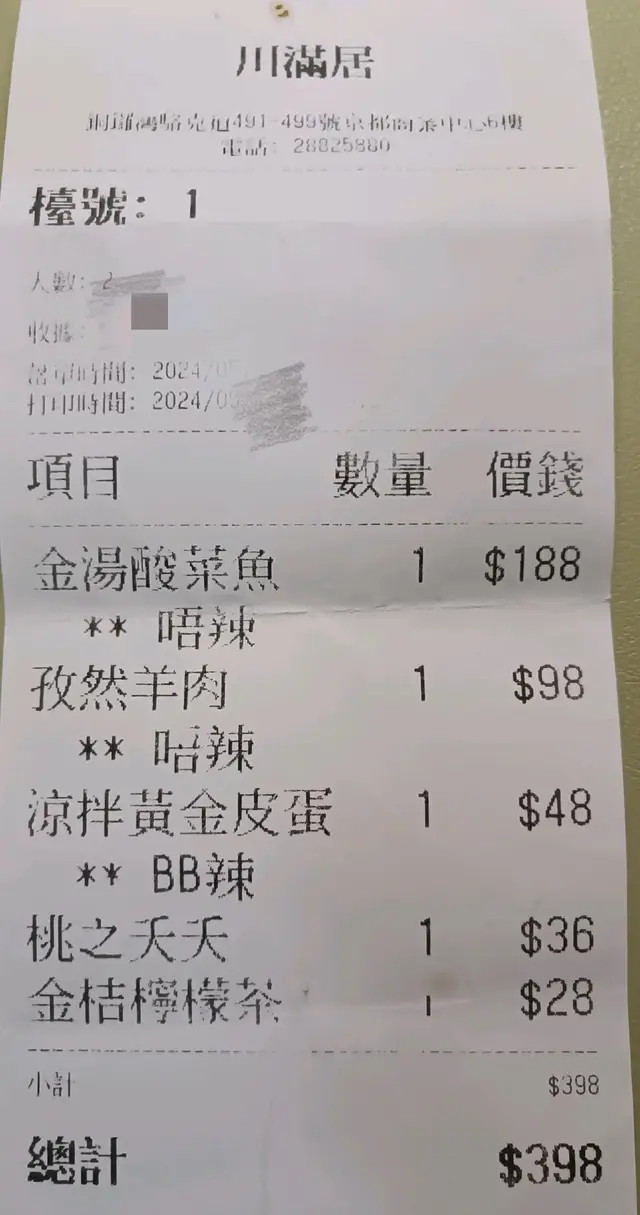 川滿居
銅鑼灣駱克道491-499號京都商業中心6樓
電話: 28825880
檯號: 1
人數: 2
收據:
落單時間: 2024/0
打印時間: 2024/0
項目 數量 價錢
金湯酸菜魚 1 $188
** 唔辣
孜然羊肉 1 $98
** 唔辣
涼拌黃金皮蛋 1 $48
** BB辣
桃之夭夭 1 $36
金桔檸檬茶 1 $28
小計 $398
總計 $398